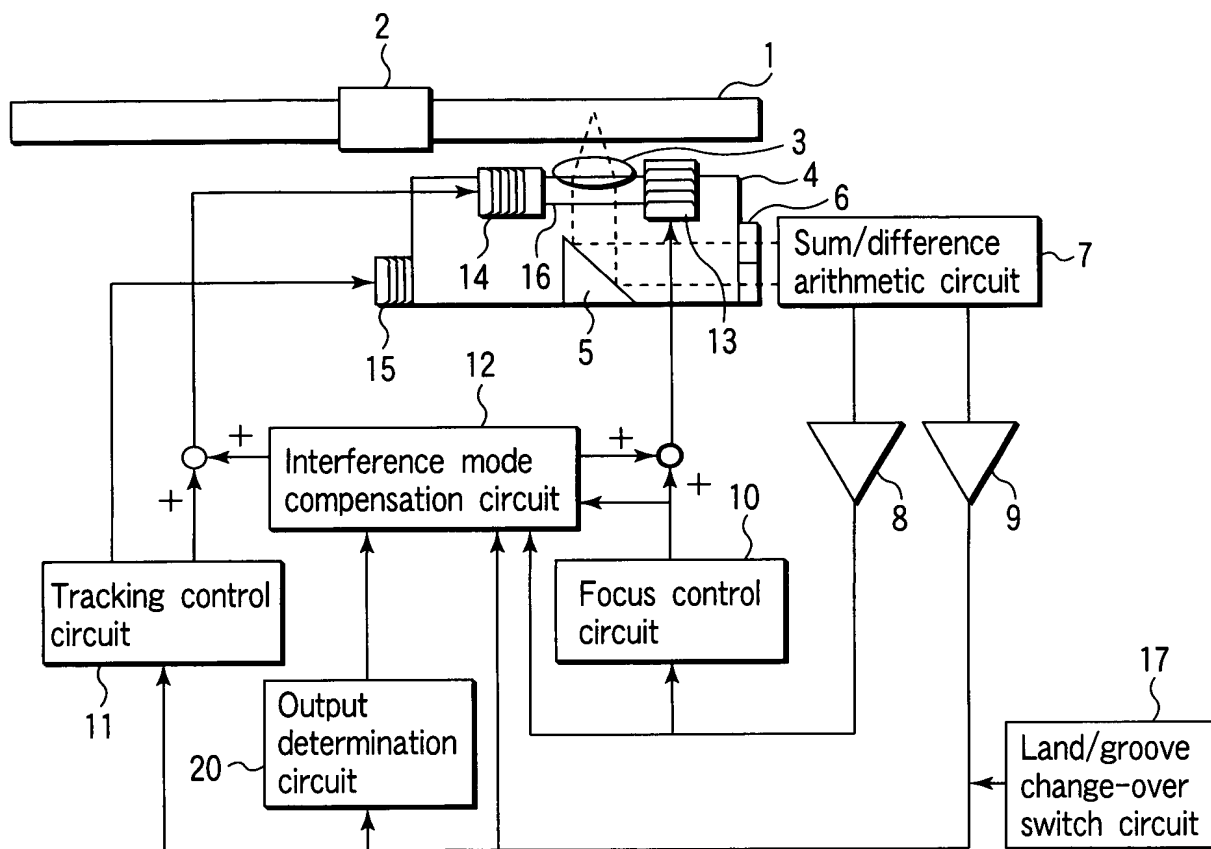 2
1
3
4
6
Sum/difference
arithmetic circuit
7
14
16
15
5
13
12
+
Interference mode
compensation circuit
+
+
+
10
8
9
Tracking control
circuit
Focus control
circuit
11
Output
determination
circuit
20
17
Land/groove
change-over
switch circuit